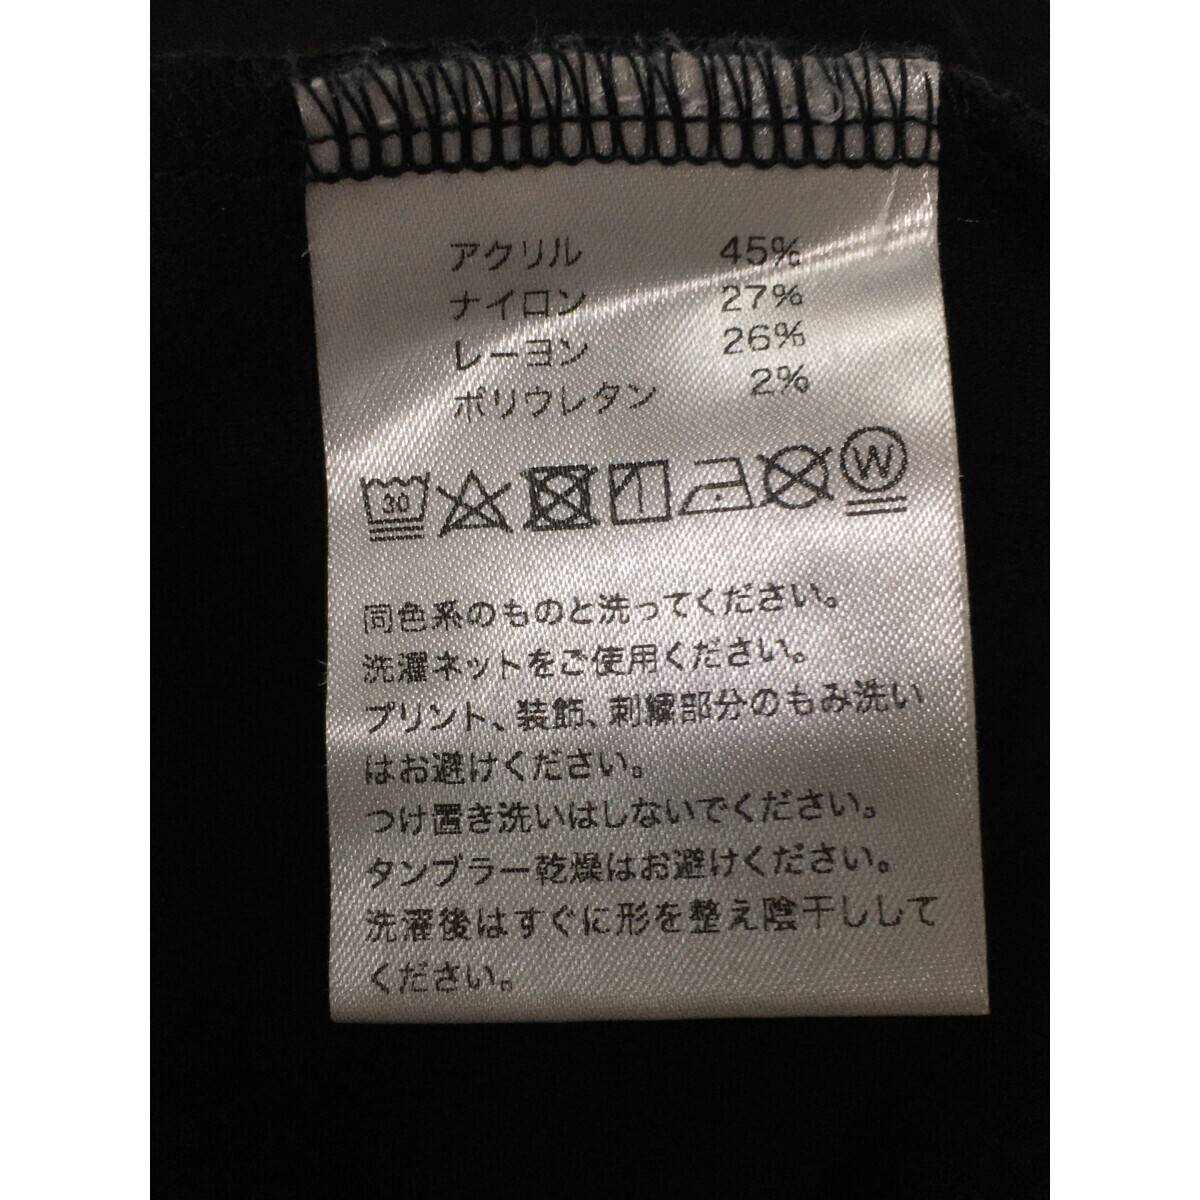 アクリル 45%
ナイロン 27%
レーヨン 26%
ポリウレタン 2%
30 W
同色系のものと洗ってください。
洗濯ネットをご使用ください。
プリント、装飾、刺繍部分のもみ洗い
はお避けください。
つけ置き洗いはしないでください。
タンブラー乾燥はお避けください。
洗濯後はすぐに形を整え陰干しして
ください。